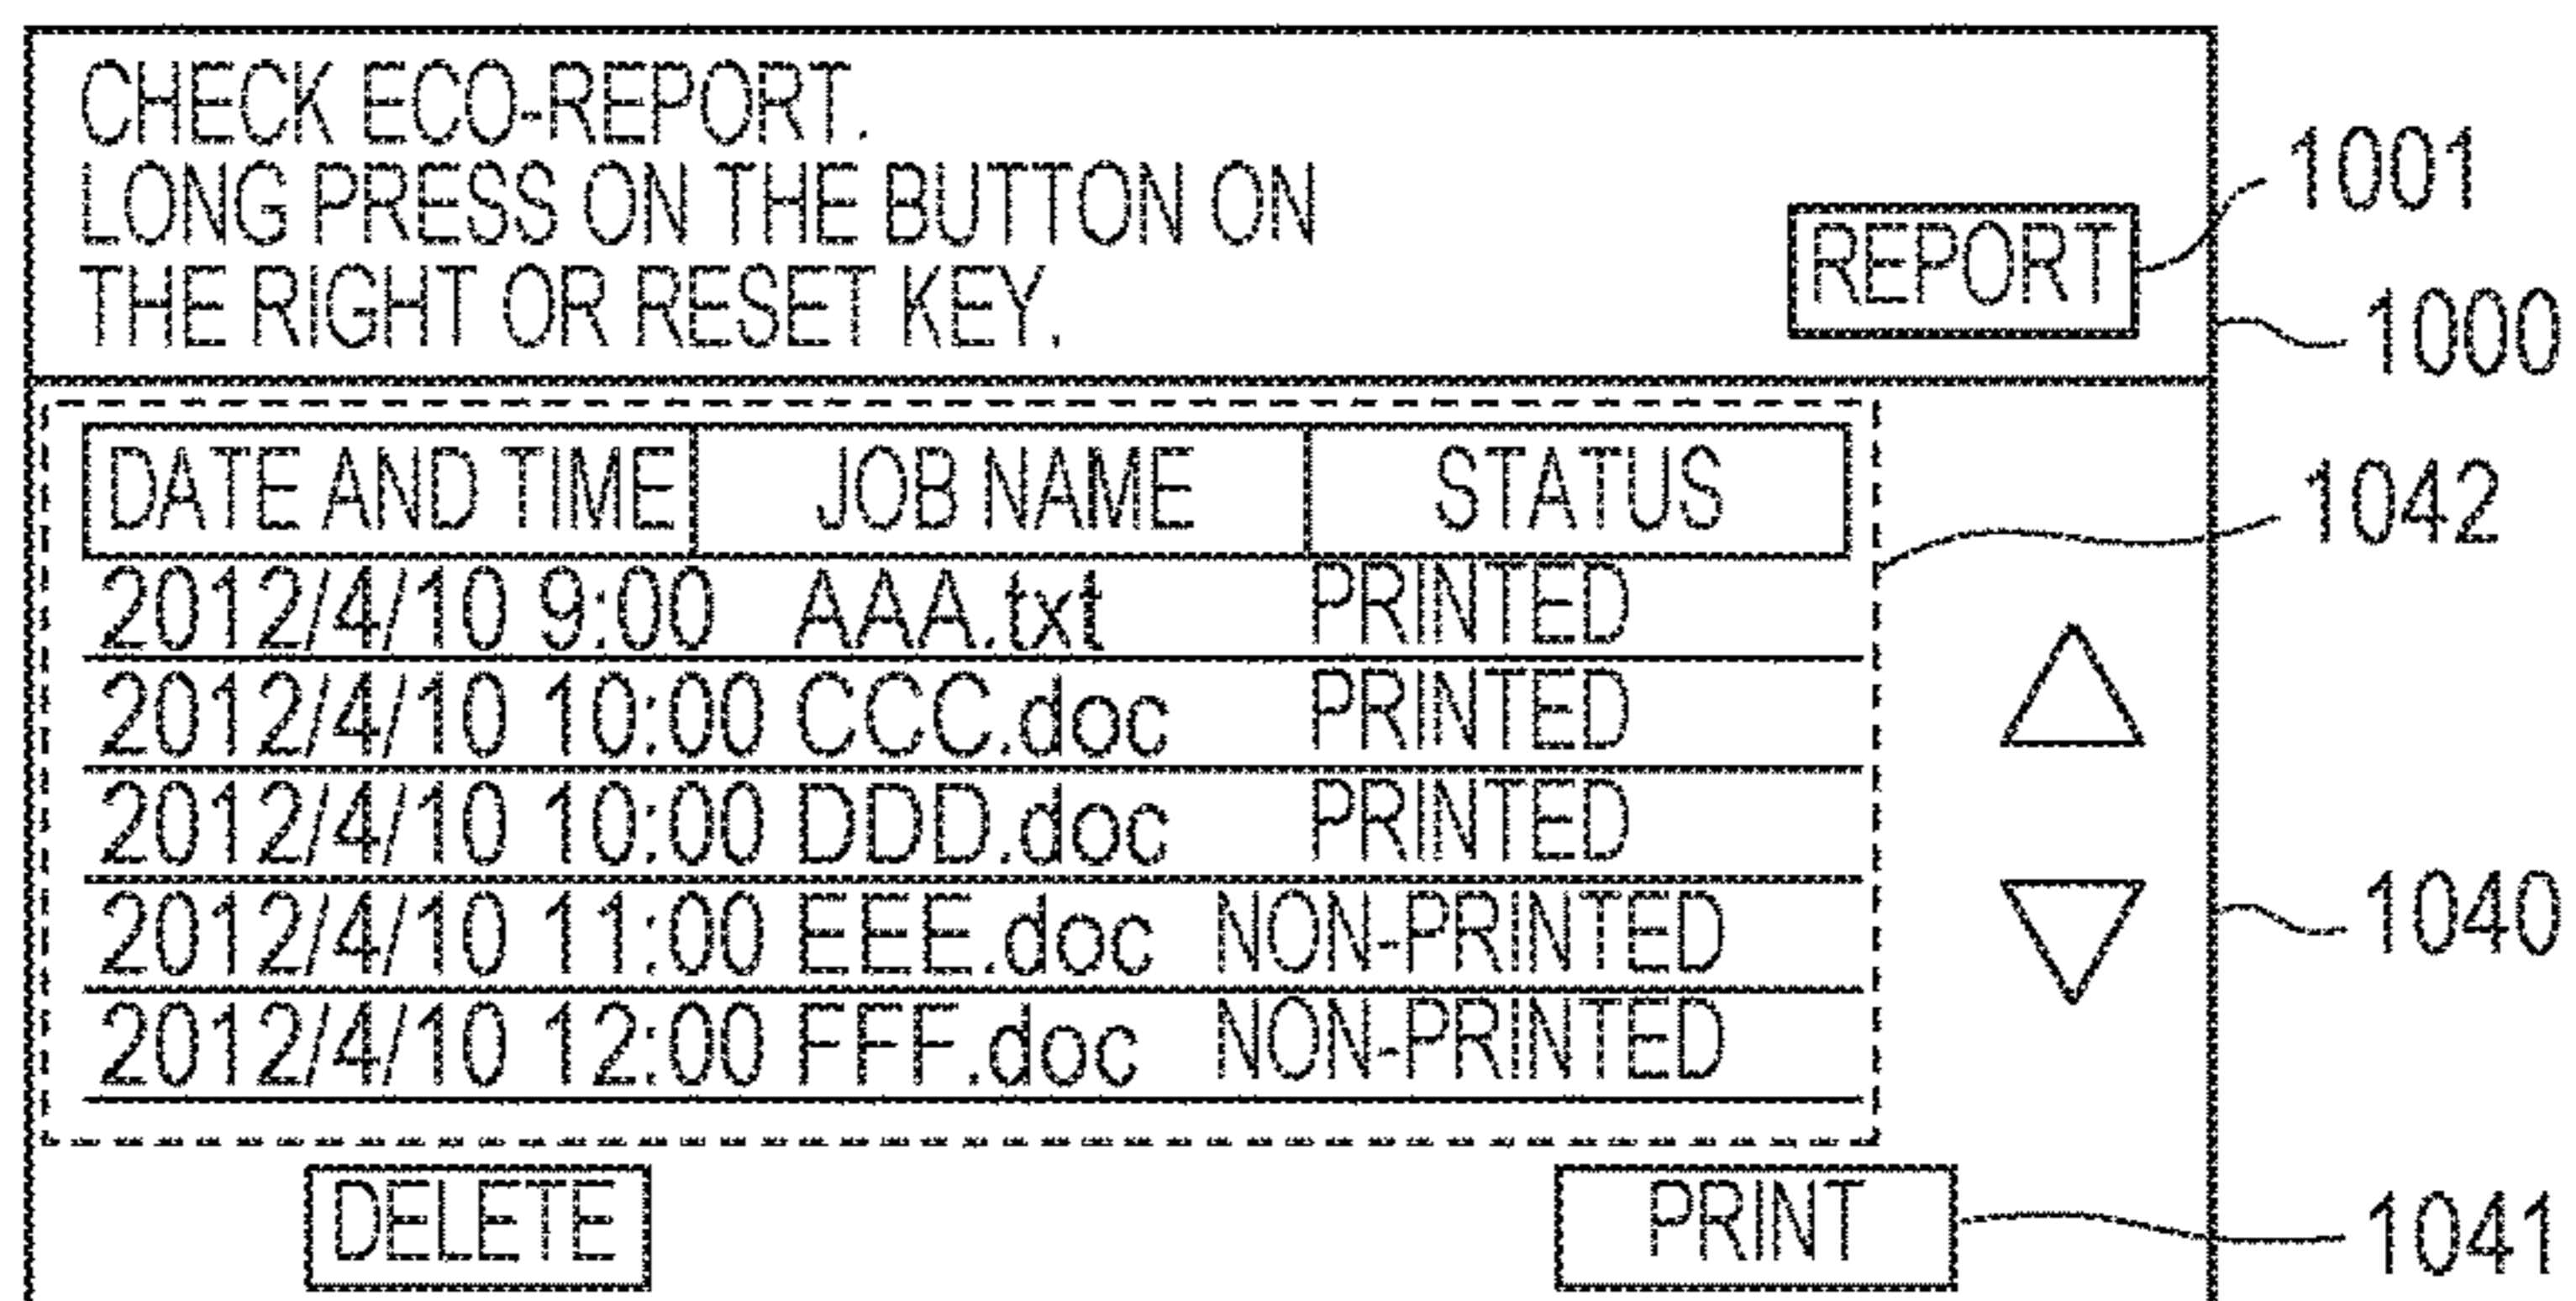 CHECK ECO-REPORT.
LONG PRESS ON THE BUTTON ON
THE RIGHT OR RESET KEY.
REPORT
1001
1000
DATE AND TIME JOB NAME STATUS
1042
2012/4/10 9:00 AAA.txt PRINTED
2012/4/10 10:00 CCC.doc PRINTED
2012/4/10 10:00 DDD.doc PRINTED
2012/4/10 11:00 EEE.doc NON-PRINTED
1040
2012/4/10 12:00 FFF.doc NON-PRINTED
DELETE PRINT
1041